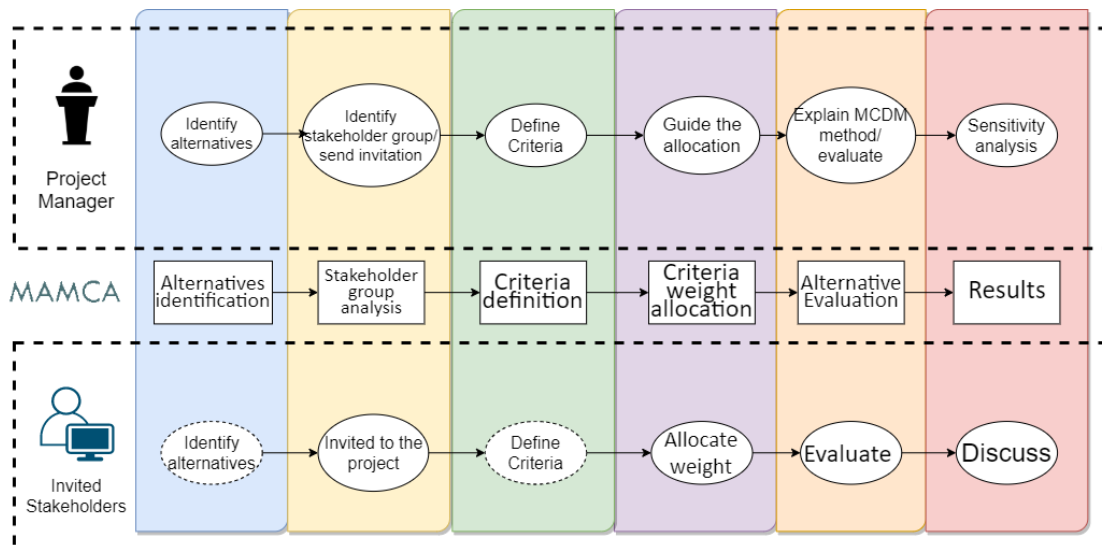 Identify
alternatives
Identify
stakeholder group/
send invitation
Define
Criteria
Guide the
allocation
Explain MCDM
method/
evaluate
Sensitivity
analysis
Project
Manager
MAMCA
Alternatives
identification
Stakeholder
group
analysis
Criteria
definition
Criteria
weight
allocation
Alternative
Evaluation
Results
Identify
alternatives
Invited to the
project
Define
Criteria
Allocate
weight
Evaluate
Discuss
Invited
Stakeholders